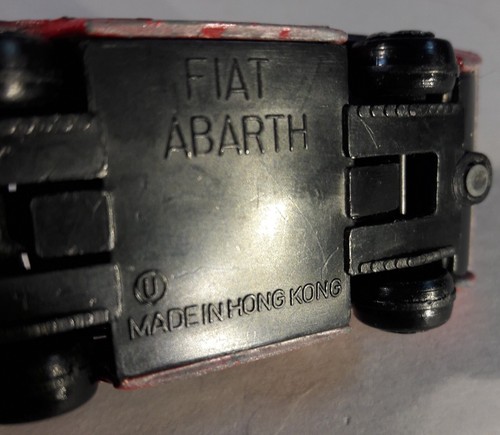 FIAT
ABARTH
U
MADE IN HONG KONG